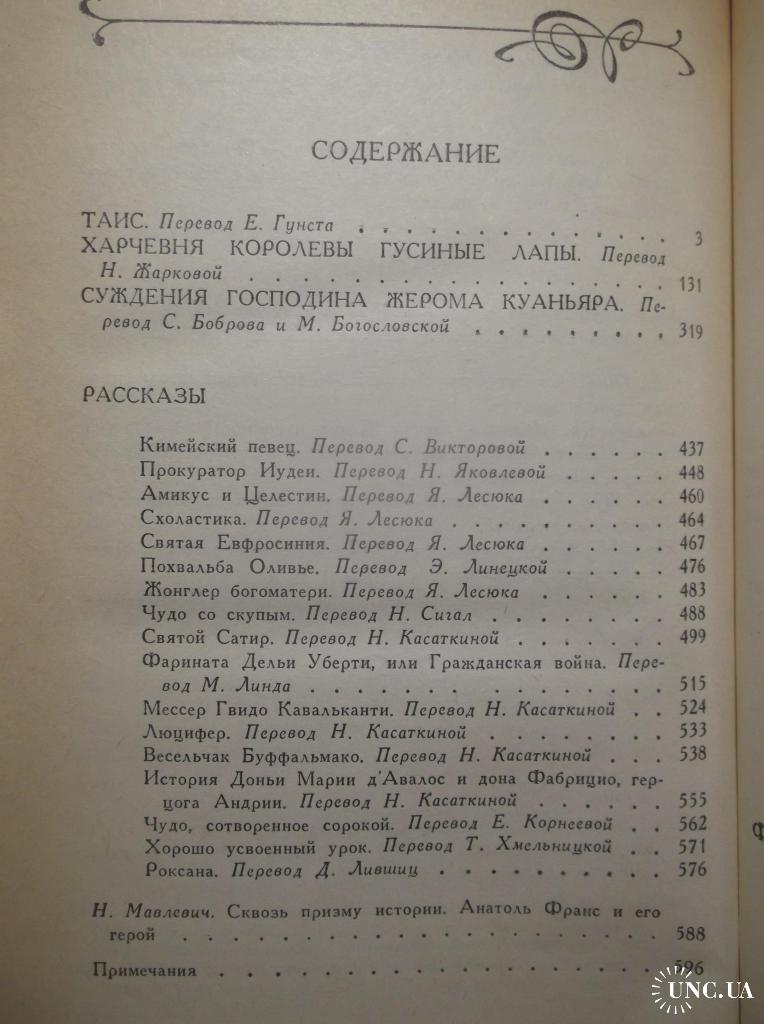 СОДЕРЖАНИЕ
ТАИС. Перевод Е. Гунста . . . . . . . . . . . . . 3
ХАРЧЕВНЯ КОРОЛЕВЫ ГУСИНЫЕ ЛАПЫ. Перевод
Н. Жарковой . . . . . . . . . . . . . . . . . . 131
СУЖДЕНИЯ ГОСПОДИНА ЖЕРОМА КУАНЬЯРА. Пе-
ревод С. Боброва и М. Богословской . . . . . . . . . 319
РАССКАЗЫ
Кимейский певец. Перевод С. Викторовой . . . . . . 437
Прокуратор Иудеи. Перевод Н. Яковлевой . . . . . 448
Амикус и Целестин. Перевод Я. Лесюка . . . . . . 460
Схоластика. Перевод Я. Лесюка . . . . . . . . . . 464
Святая Евфросиния. Перевод Я. Лесюка . . . . . . 467
Похвальба Оливье. Перевод Э. Линецкой . . . . . 476
Жонглер богоматери. Перевод Я. Лесюка . . . . . . 483
Чудо со скупым. Перевод Н. Сигал . . . . . . . . 488
Святой Сатир. Перевод Н. Касаткиной . . . . . . . 499
Фарината Дельи Уберти, или Гражданская война. Пере-
вод М. Линда . . . . . . . . . . . . . . . 515
Мессер Гвидо Кавальканти. Перевод Н. Касаткиной . . 524
Люцифер. Перевод Н. Касаткиной . . . . . . . . 533
Весельчак Буффальмако. Перевод Н. Касаткиной . . . 538
История Доньи Марии д'Авалос и дона Фабрицио, гер-
цога Андрии. Перевод Н. Касаткиной . . . . . . 555
Чудо, сотворенное сорокой. Перевод Е. Корнеевой . . 562
Хорошо усвоенный урок. Перевод Т. Хмельницкой . . 571
Роксана. Перевод Д. Лившиц . . . . . . . . . . 576
Н. Мавлевич. Сквозь призму истории. Анатоль Франс и его
герой . . . . . . . . . . . . . . . . . . . . 588
Примечания . . . . . . . . . . . . . . . . . . 596
UNC.UA